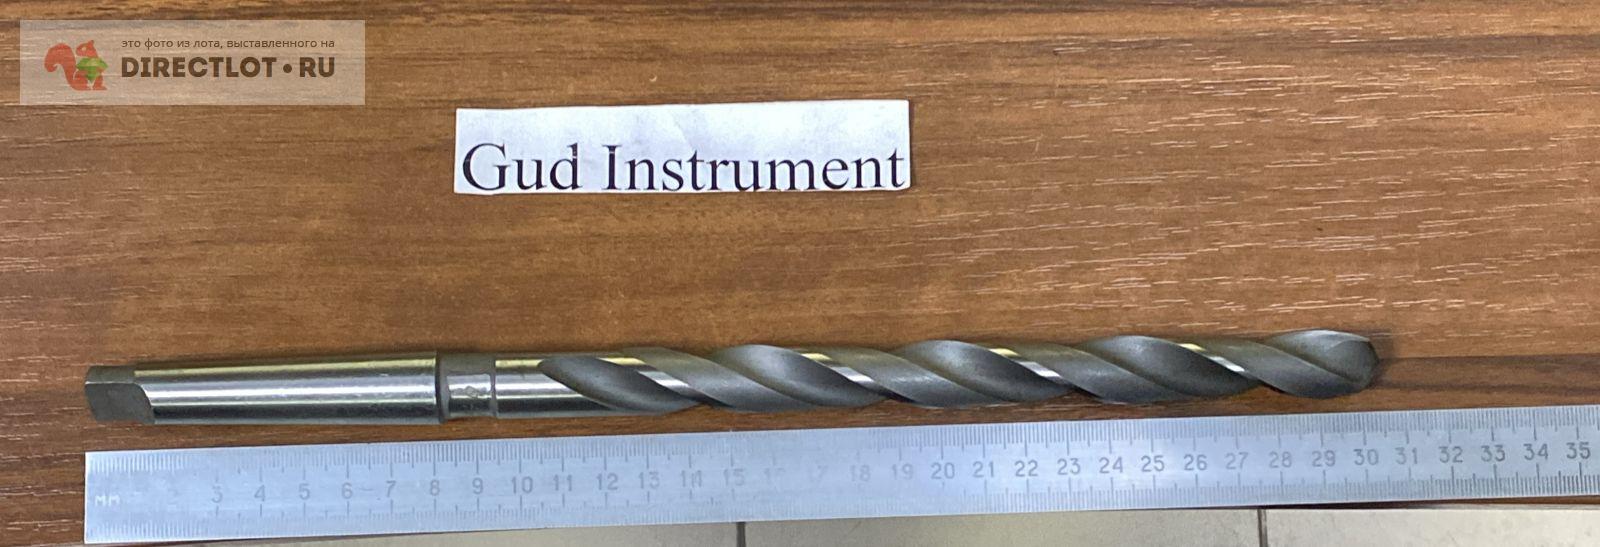 это фото из лота, выставленного на
DIRECTLOT.RU
Gud Instrument
мм 3 4 5 6 7 8 9 10 11 12 13 14 15 17 18 19 20 21 22 23 24 25 26 27 28 29 30 31 32 33 34 35